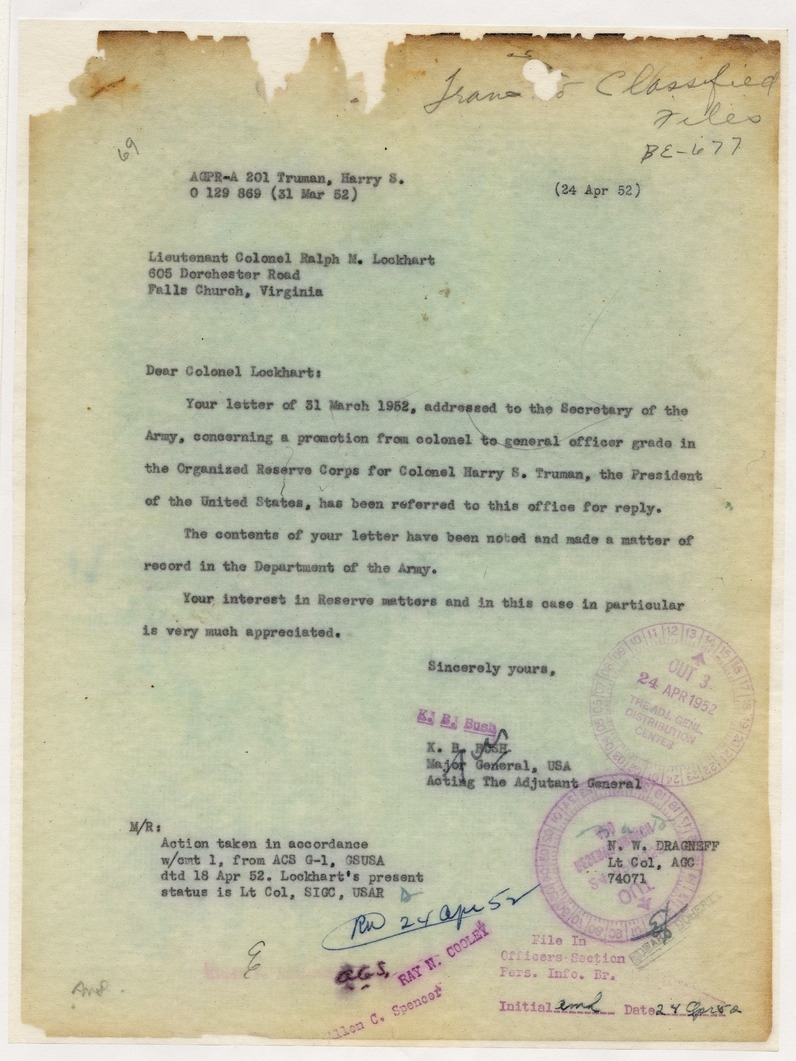 Classified
Files
69
BE-677
AGPR-A 201 Truman, Harry S.
O 129 869 (31 Mar 52)
(24 Apr 52)
Lieutenant Colonel Ralph M. Lockhart
605 Dorchester Road
Falls Church, Virginia
Dear Colonel Lockhart:
Your letter of 31 March 1952, addressed to the Secretary of the
Army, concerning a promotion from colonel to general officer grade in
the Organized Reserve Corps for Colonel Harry S. Truman, the President
of the United States, has been referred to this office for reply.
The contents of your letter have been noted and made a matter of
record in the Department of the Army.
Your interest in Reserve matters and in this case in particular
is very much appreciated.
Sincerely yours,
OUT 3
24 APR 1952
THE ADJ. GENL.
DISTRIBUTION
CENTER
K. B. Bush
K. B. BUSH
Major General, USA
Acting The Adjutant General
M/R:
Action taken in accordance
w/cmt 1, from ACS G-1, GSUSA
dtd 18 Apr 52. Lockhart's present
status is Lt Col, SIGC, USAR
N. W. DRAGNEFF
Lt Col, AGC
74071
OUT
24 Apr 52
RAY N. COOLEY
C. Spencer
File In
Officers Section
Pers. Info. Br.
Initial emd Date 24 Apr 52